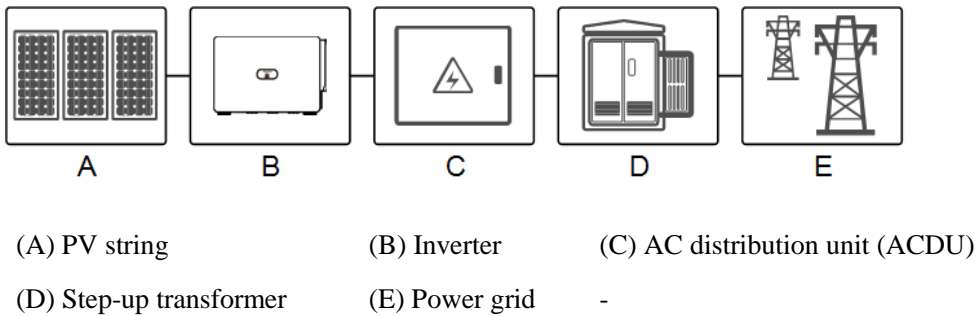 A B C D E
(A) PV string (B) Inverter (C) AC distribution unit (ACDU)
(D) Step-up transformer (E) Power grid -